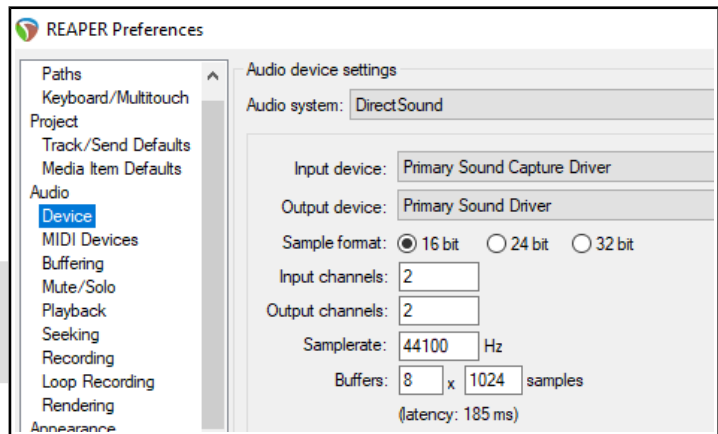 REAPER Preferences
Paths
Keyboard/Multitouch
Project
Track/Send Defaults
Media Item Defaults
Audio
Device
MIDI Devices
Buffering
Mute/Solo
Playback
Seeking
Recording
Loop Recording
Rendering
Appearance
Audio device settings
Audio system: DirectSound
Input device: Primary Sound Capture Driver
Output device: Primary Sound Driver
Sample format: 16 bit 24 bit 32 bit
Input channels: 2
Output channels: 2
Samplerate: 44100 Hz
Buffers: 8 x 1024 samples
(latency: 185 ms)